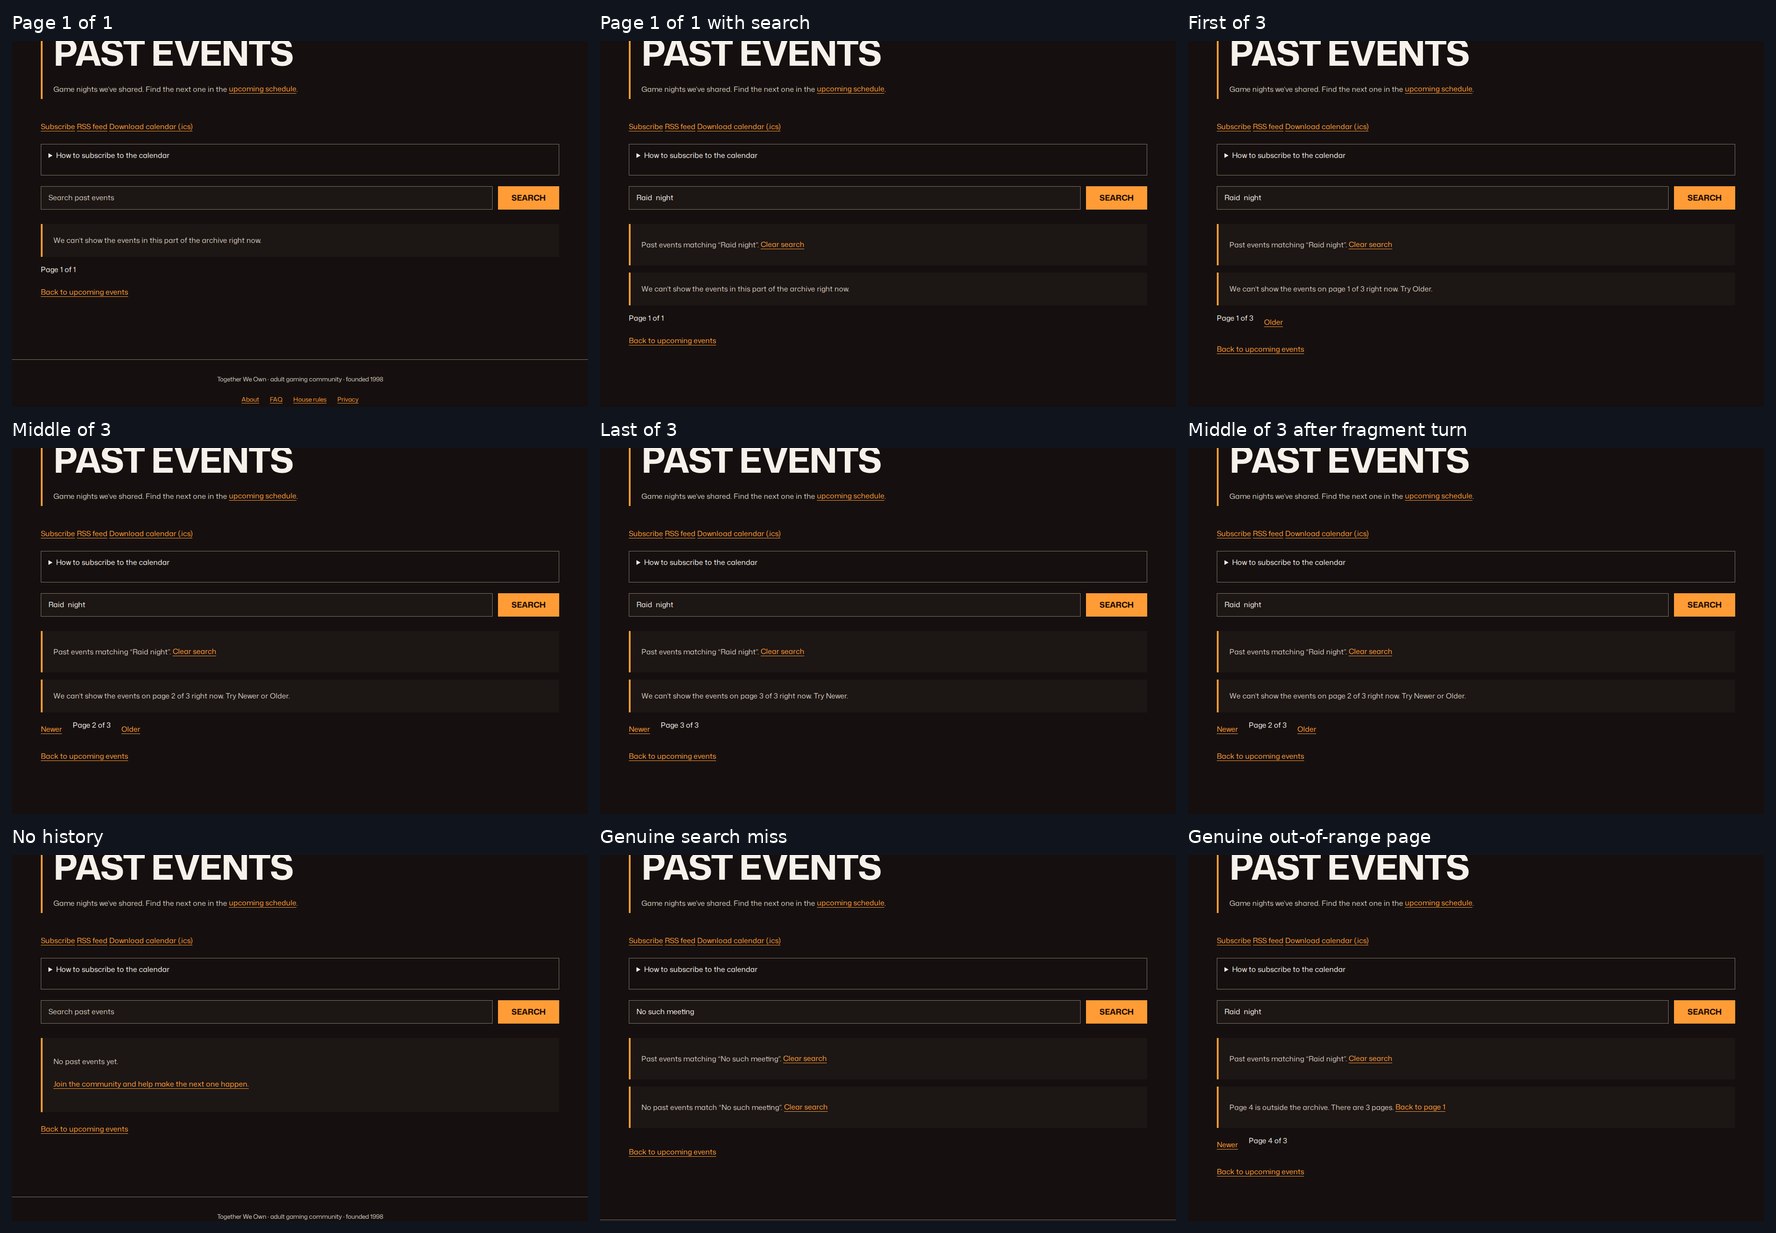 Page 1 of 1
PAST EVENTS
Game nights we've shared. Find the next one in the upcoming schedule.
Subscribe RSS feed Download calendar (.ics)
▶ How to subscribe to the calendar
Search past events
SEARCH
We can't show the events in this part of the archive right now.
Page 1 of 1
Back to upcoming events
Together We Own · adult gaming community · founded 1998
About FAQ House rules Privacy
Page 1 of 1 with search
PAST EVENTS
Game nights we've shared. Find the next one in the upcoming schedule.
Subscribe RSS feed Download calendar (.ics)
▶ How to subscribe to the calendar
Raid  night
SEARCH
Past events matching “Raid night”. Clear search
We can't show the events in this part of the archive right now.
Page 1 of 1
Back to upcoming events
First of 3
PAST EVENTS
Game nights we've shared. Find the next one in the upcoming schedule.
Subscribe RSS feed Download calendar (.ics)
▶ How to subscribe to the calendar
Raid  night
SEARCH
Past events matching “Raid night”. Clear search
We can't show the events on page 1 of 3 right now. Try Older.
Page 1 of 3 Older
Back to upcoming events
Middle of 3
PAST EVENTS
Game nights we've shared. Find the next one in the upcoming schedule.
Subscribe RSS feed Download calendar (.ics)
▶ How to subscribe to the calendar
Raid  night
SEARCH
Past events matching “Raid night”. Clear search
We can't show the events on page 2 of 3 right now. Try Newer or Older.
Newer Page 2 of 3 Older
Back to upcoming events
Last of 3
PAST EVENTS
Game nights we've shared. Find the next one in the upcoming schedule.
Subscribe RSS feed Download calendar (.ics)
▶ How to subscribe to the calendar
Raid  night
SEARCH
Past events matching “Raid night”. Clear search
We can't show the events on page 3 of 3 right now. Try Newer.
Newer Page 3 of 3
Back to upcoming events
Middle of 3 after fragment turn
PAST EVENTS
Game nights we've shared. Find the next one in the upcoming schedule.
Subscribe RSS feed Download calendar (.ics)
▶ How to subscribe to the calendar
Raid  night
SEARCH
Past events matching “Raid night”. Clear search
We can't show the events on page 2 of 3 right now. Try Newer or Older.
Newer Page 2 of 3 Older
Back to upcoming events
No history
PAST EVENTS
Game nights we've shared. Find the next one in the upcoming schedule.
Subscribe RSS feed Download calendar (.ics)
▶ How to subscribe to the calendar
Search past events
SEARCH
No past events yet.
Join the community and help make the next one happen.
Back to upcoming events
Together We Own · adult gaming community · founded 1998
Genuine search miss
PAST EVENTS
Game nights we've shared. Find the next one in the upcoming schedule.
Subscribe RSS feed Download calendar (.ics)
▶ How to subscribe to the calendar
No such meeting
SEARCH
Past events matching “No such meeting”. Clear search
No past events match “No such meeting”. Clear search
Back to upcoming events
Genuine out-of-range page
PAST EVENTS
Game nights we've shared. Find the next one in the upcoming schedule.
Subscribe RSS feed Download calendar (.ics)
▶ How to subscribe to the calendar
Raid  night
SEARCH
Past events matching “Raid night”. Clear search
Page 4 is outside the archive. There are 3 pages. Back to page 1
Newer Page 4 of 3
Back to upcoming events